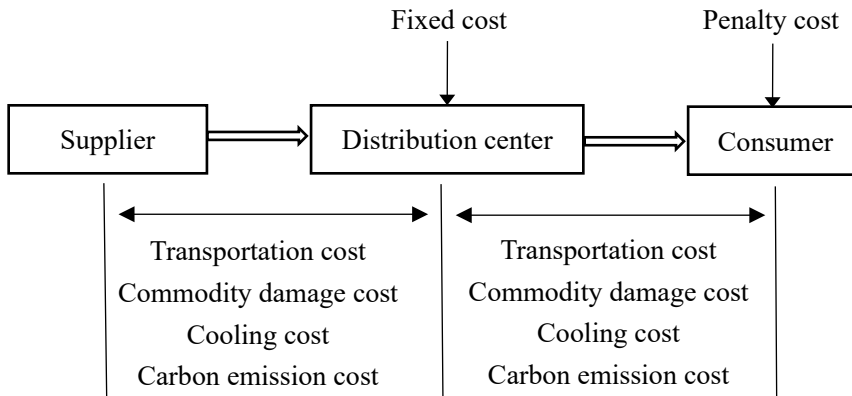 Fixed cost
Penalty cost
Supplier
Distribution center
Consumer
Transportation cost
Commodity damage cost
Cooling cost
Carbon emission cost
Transportation cost
Commodity damage cost
Cooling cost
Carbon emission cost